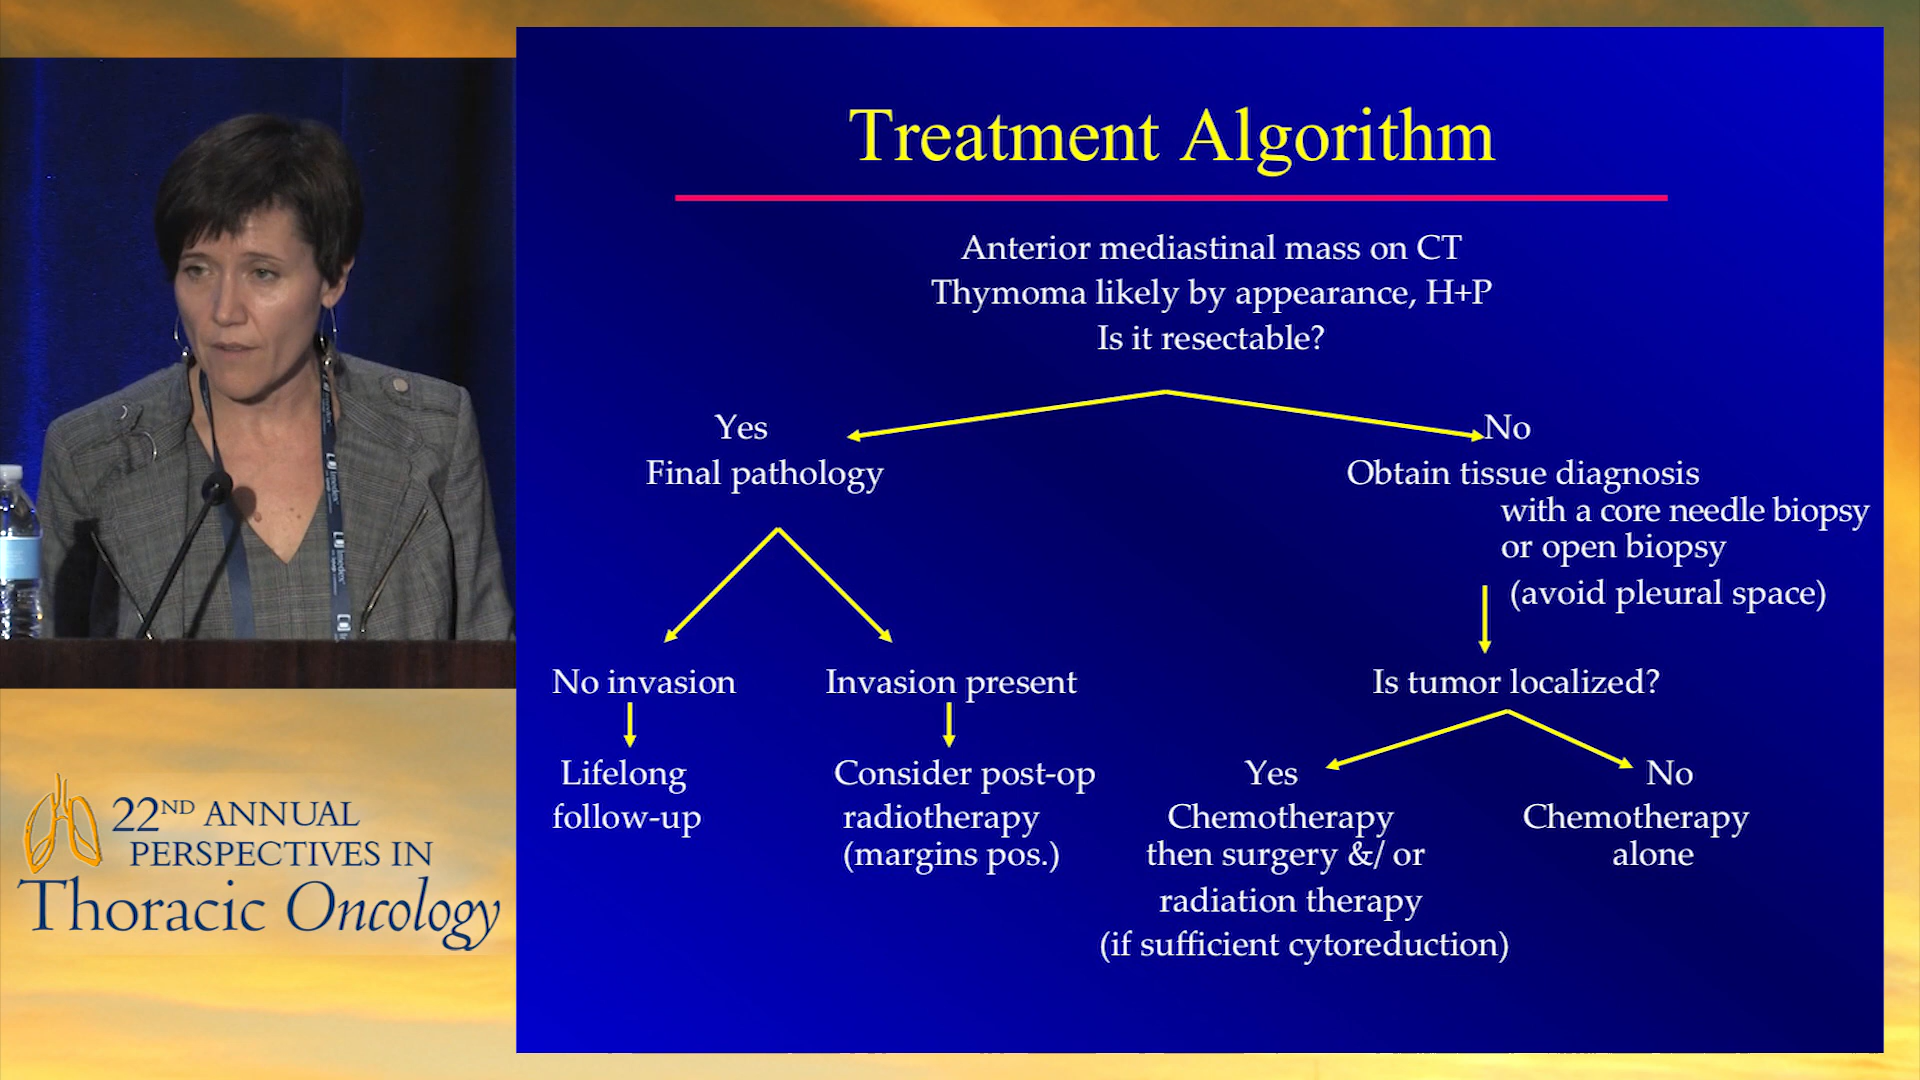 Treatment Algorithm
Anterior mediastinal mass on CT
Thymoma likely by appearance, H+P
Is it resectable?
Yes
No
Final pathology
Obtain tissue diagnosis
with a core needle biopsy
or open biopsy
(avoid pleural space)
No invasion
Invasion present
Is tumor localized?
Lifelong
follow-up
Consider post-op
radiotherapy
(margins pos.)
Yes
Chemotherapy
then surgery &/ or
radiation therapy
(if sufficient cytoreduction)
No
Chemotherapy
alone
22ND ANNUAL
PERSPECTIVES IN
Thoracic Oncology
Imedex
Imedex